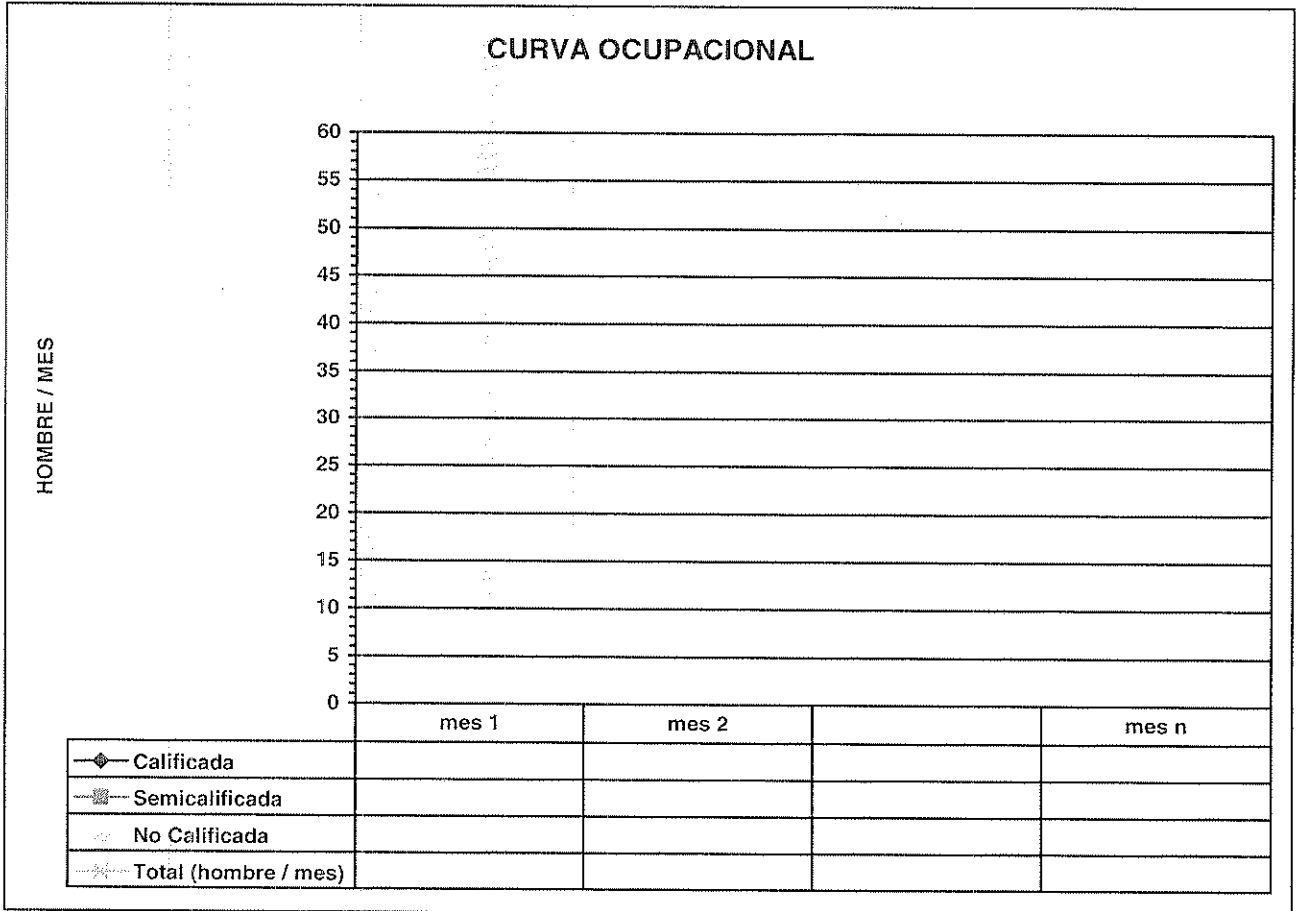 CURVA OCUPACIONAL
HOMBRE / MES
60
55
50
45
40
35
30
25
20
15
10
5
0
mes 1 mes 2 mes n
Calificada
Semicalificada
No Calificada
Total (hombre / mes)